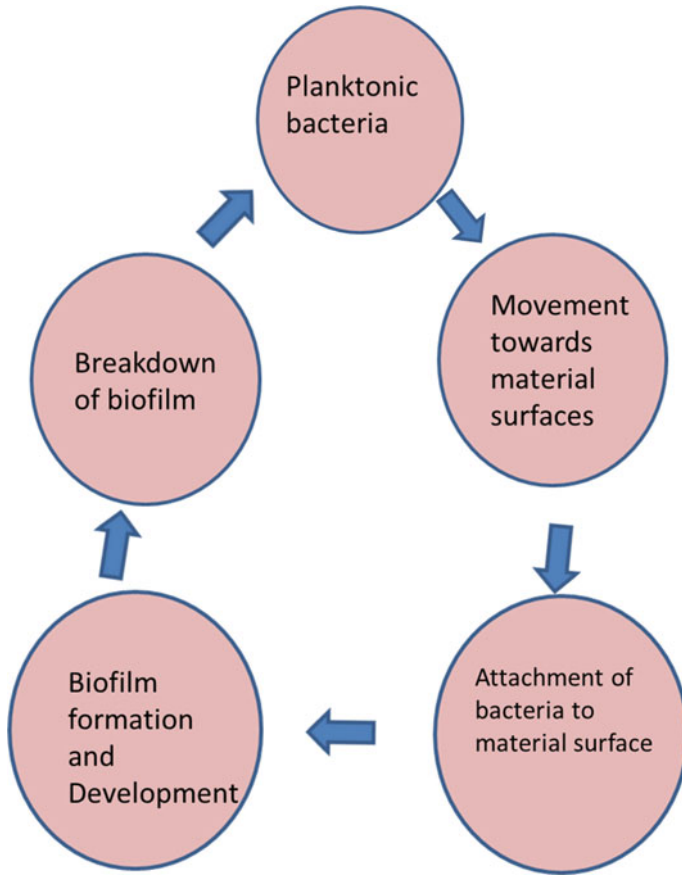 Planktonic
bacteria
Movement
towards
material
surfaces
Attachment of
bacteria to
material surface
Biofilm
formation
and
Development
Breakdown
of biofilm